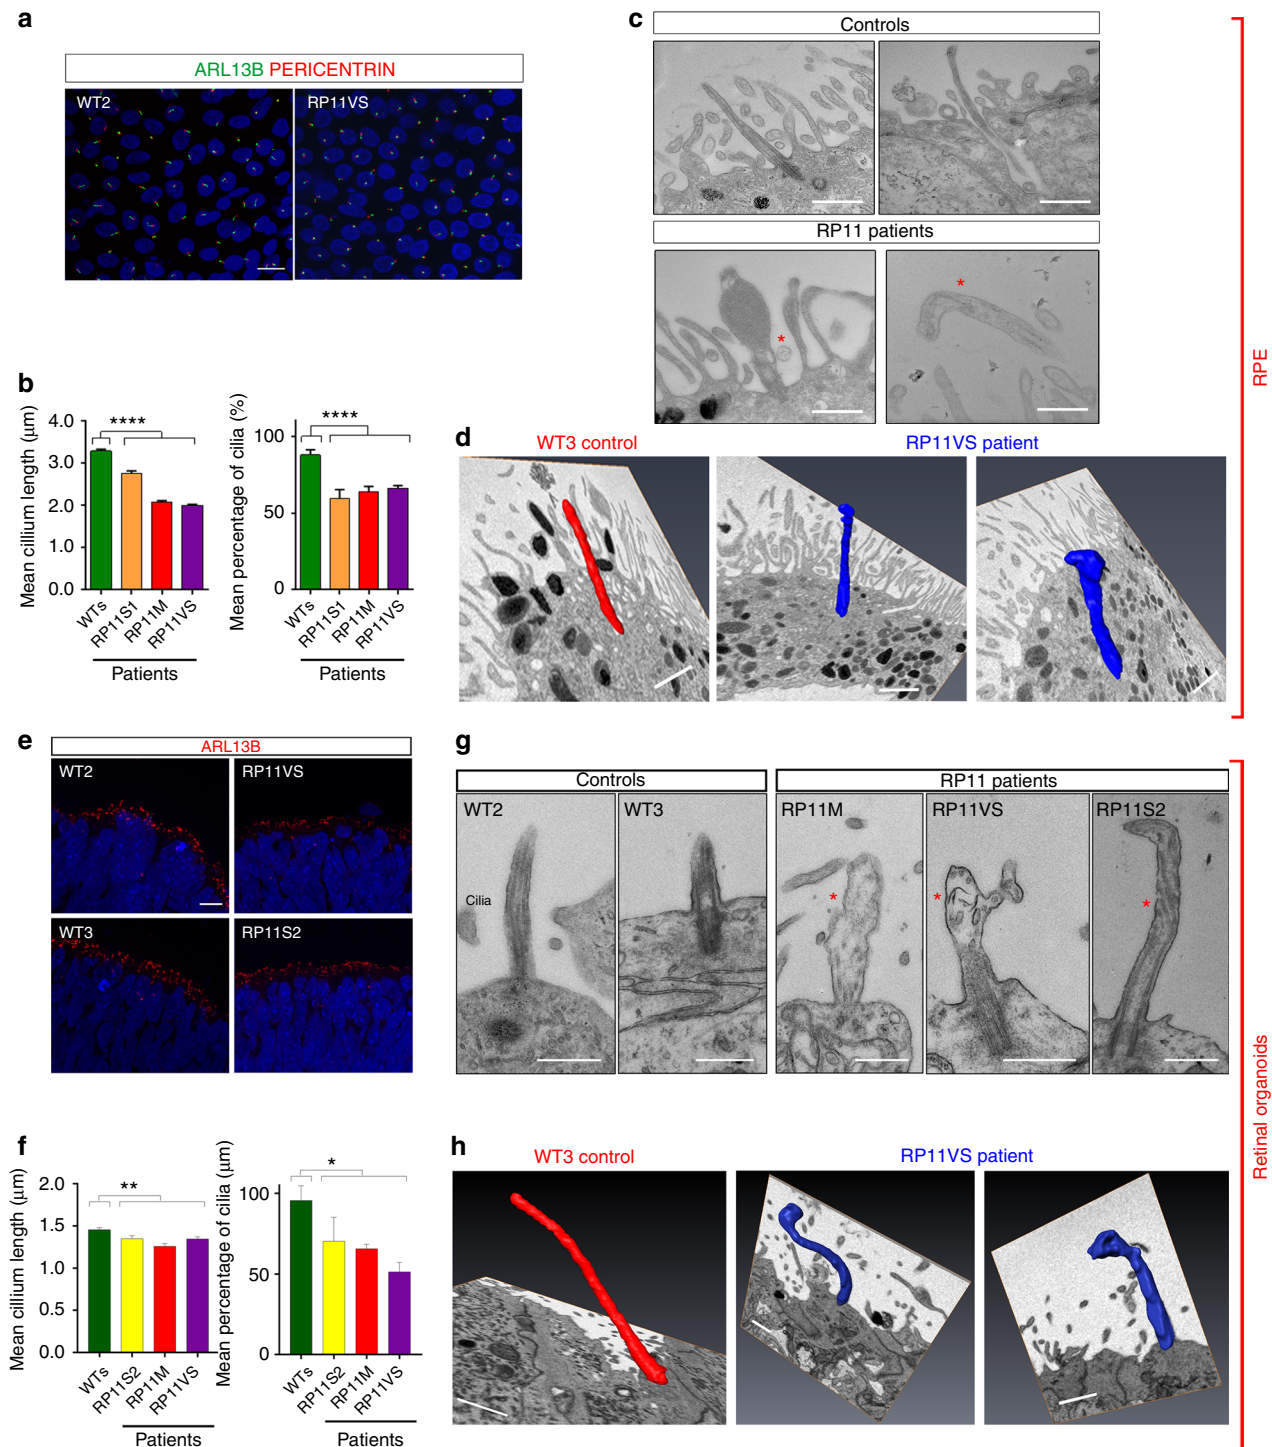 a
ARL13B PERICENTRIN
WT2
RP11VS
b
Mean cillium length (μm)
4.0
3.0
2.0
1.0
0.0
****
WTs
RP11S1
RP11M
RP11VS
Patients
Mean percentage of cilia (%)
100
50
0
****
WTs
RP11S1
RP11M
RP11VS
Patients
c
Controls
RP11 patients
*
*
d
WT3 control
RP11VS patient
RPE
e
ARL13B
WT2
RP11VS
WT3
RP11S2
f
Mean cillium length (μm)
2.0
1.5
1.0
0.5
0.0
**
WTs
RP11S2
RP11M
RP11VS
Patients
Mean percentage of cilia (μm)
100
50
0
*
WTs
RP11S2
RP11M
RP11VS
Patients
g
Controls
RP11 patients
WT2
WT3
RP11M
RP11VS
RP11S2
Cilia
*
*
*
h
WT3 control
RP11VS patient
Retinal organoids